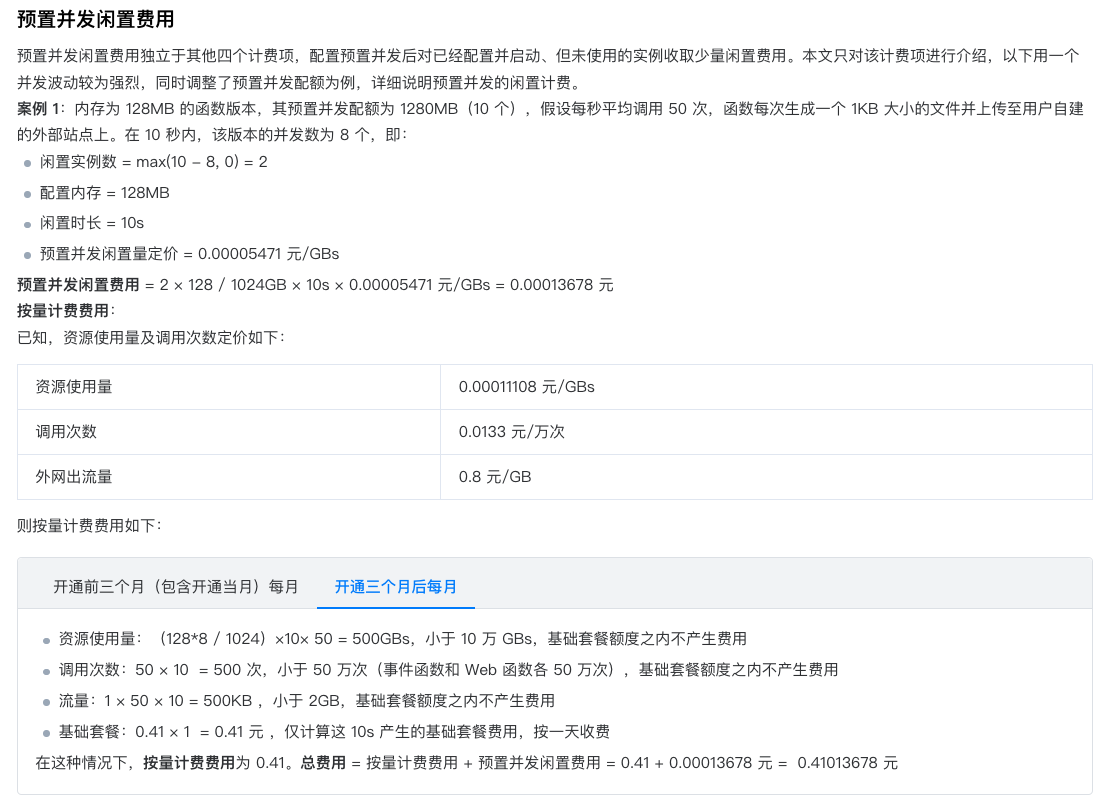 预置并发闲置费用
预置并发闲置费用独立于其他四个计费项，配置预置并发后对已经配置并启动、但未使用的实例收取少量闲置费用。本文只对该计费项进行介绍，以下用一个
并发波动较为强烈，同时调整了预置并发配额为例，详细说明预置并发的闲置计费。
案例 1：内存为 128MB 的函数版本，其预置并发配额为 1280MB（10 个），假设每秒平均调用 50 次，函数每次生成一个 1KB 大小的文件并上传至用户自建
的外部站点上。在 10 秒内，该版本的并发数为 8 个，即：
闲置实例数 = max(10 − 8, 0) = 2
配置内存 = 128MB
闲置时长 = 10s
预置并发闲置量定价 = 0.00005471 元/GBs
预置并发闲置费用 = 2 × 128 / 1024GB × 10s × 0.00005471 元/GBs = 0.00013678 元
按量计费费用：
已知，资源使用量及调用次数定价如下：
资源使用量 0.00011108 元/GBs
调用次数 0.0133 元/万次
外网出流量 0.8 元/GB
则按量计费费用如下：
开通前三个月（包含开通当月）每月 开通三个月后每月
资源使用量：（128*8 / 1024）×10× 50 = 500GBs，小于 10 万 GBs，基础套餐额度之内不产生费用
调用次数：50 × 10 = 500 次，小于 50 万次（事件函数和 Web 函数各 50 万次），基础套餐额度之内不产生费用
流量：1 × 50 × 10 = 500KB ，小于 2GB，基础套餐额度之内不产生费用
基础套餐：0.41 × 1 = 0.41 元 ，仅计算这 10s 产生的基础套餐费用，按一天收费
在这种情况下，按量计费费用为 0.41。总费用 = 按量计费费用 + 预置并发闲置费用 = 0.41 + 0.00013678 元 = 0.41013678 元